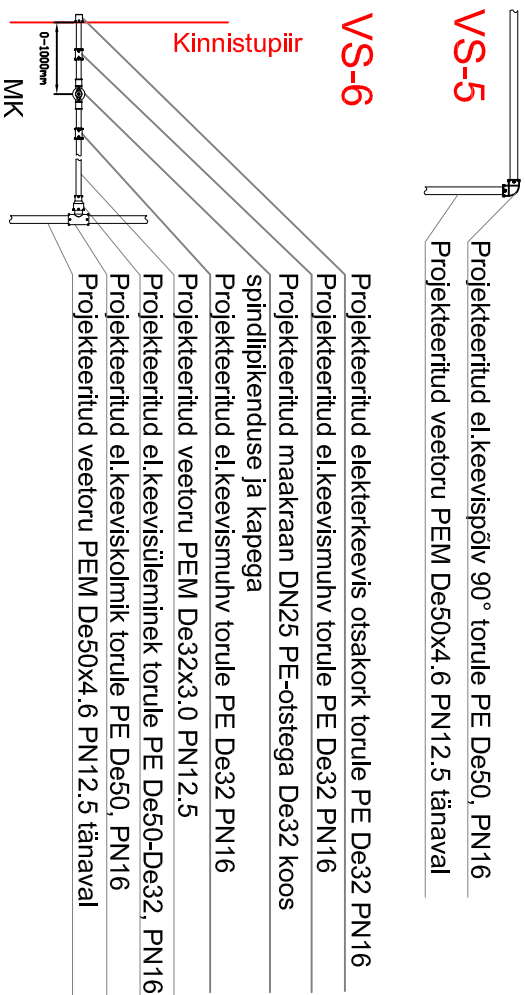 VS-5
Projekteeritud el.keevispõlv 90° torule PE De50, PN16
Projekteeritud veetoru PEM De50x4.6 PN12.5 tänaval
VS-6
Kinnistupiir
0-1000mm
MK
Projekteeritud elekterkeevis otsakork torule PE De32 PN16
Projekteeritud el.keevismuhv torule PE De32 PN16
Projekteeritud maakraan DN25 PE-otstega De32 koos
spindlipikenduse ja kapega
Projekteeritud el.keevismuhv torule PE De32 PN16
Projekteeritud veetoru PEM De32x3.0 PN12.5
Projekteeritud el.keevisüleminek torule PE De50-De32, PN16
Projekteeritud el.keeviskolmik torule PE De50, PN16
Projekteeritud veetoru PEM De50x4.6 PN12.5 tänaval